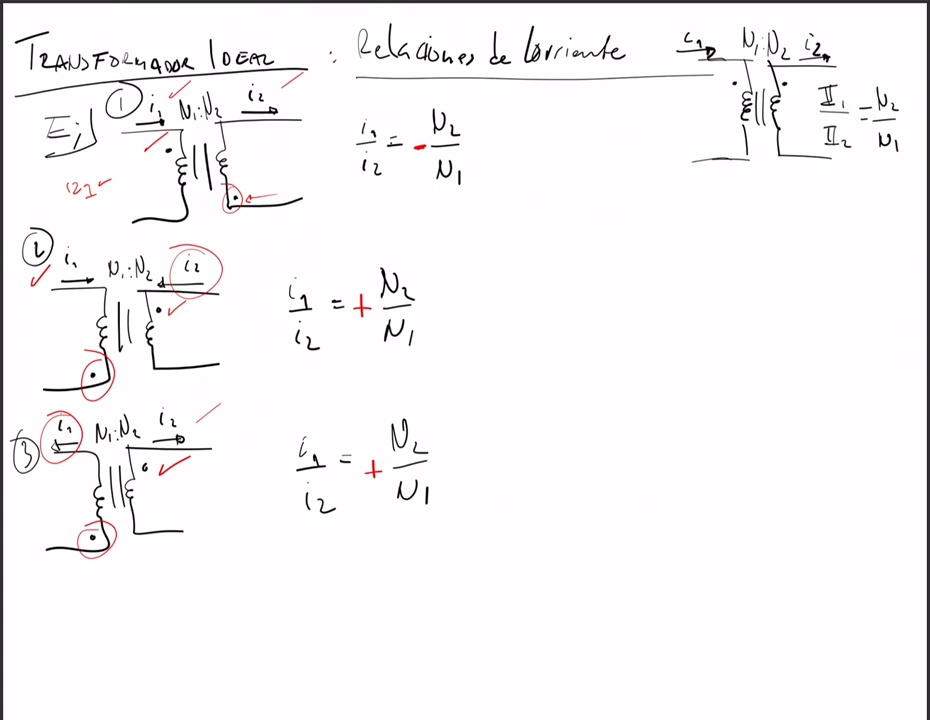 TRANSFORMADOR IDEAL : Relaciones de Corriente
i1 N1:N2 i2
I1/I2 = N2/N1
Ej
1 i1 N1:N2 i2
i1/i2 = - N2/N1
2 i1 N1:N2 i2
i1/i2 = + N2/N1
3 i1 N1:N2 i2
i1/i2 = + N2/N1